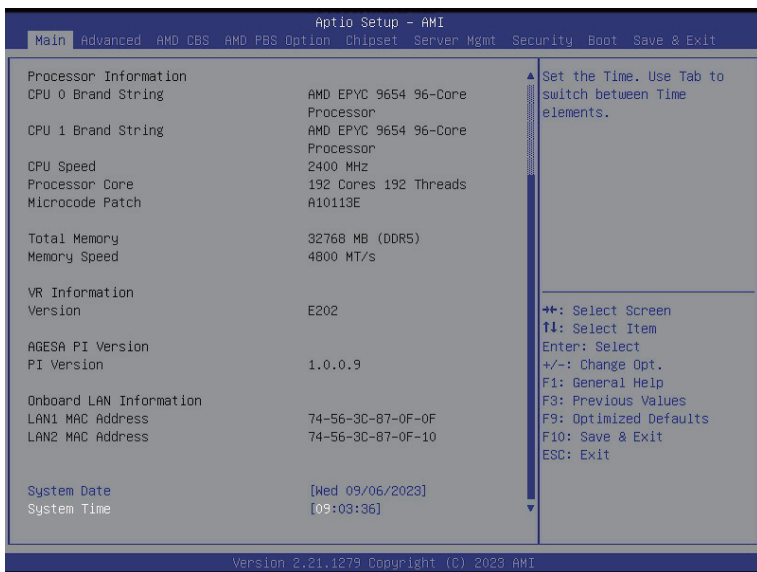 Aptio Setup – AMI
Main Advanced AMD CBS AMD PBS Option Chipset Server Mgmt Security Boot Save & Exit
Processor Information
CPU 0 Brand String AMD EPYC 9654 96-Core
Processor
CPU 1 Brand String AMD EPYC 9654 96-Core
Processor
CPU Speed 2400 MHz
Processor Core 192 Cores 192 Threads
Microcode Patch A10113E
Total Memory 32768 MB (DDR5)
Memory Speed 4800 MT/s
VR Information
Version E202
AGESA PI Version
PI Version 1.0.0.9
Onboard LAN Information
LAN1 MAC Address 74-56-3C-87-0F-0F
LAN2 MAC Address 74-56-3C-87-0F-10
System Date [Wed 09/06/2023]
System Time [09:03:36]
Set the Time. Use Tab to
switch between Time
elements.
→←: Select Screen
↑↓: Select Item
Enter: Select
+/-: Change Opt.
F1: General Help
F3: Previous Values
F9: Optimized Defaults
F10: Save & Exit
ESC: Exit
Version 2.21.1279 Copyright (C) 2023 AMI